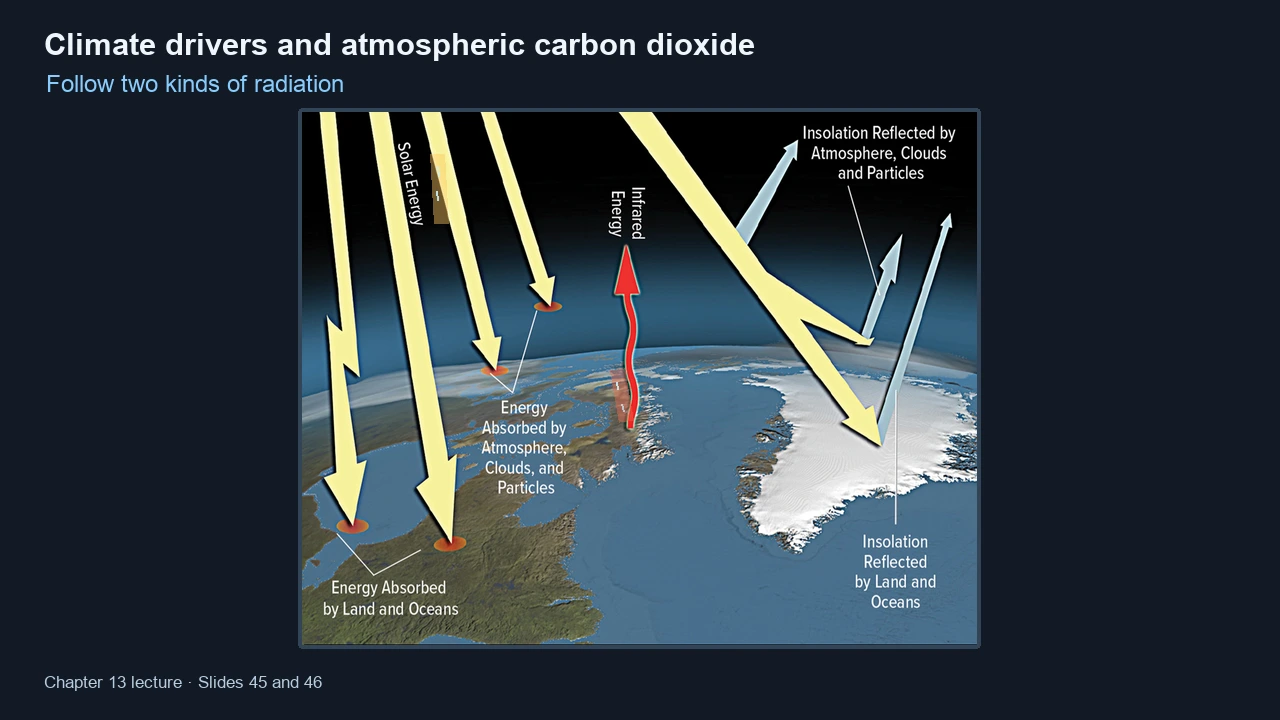 Climate drivers and atmospheric carbon dioxide
Follow two kinds of radiation
Solar Energy
Infrared
Energy
Insolation Reflected by
Atmosphere, Clouds
and Particles
Energy
Absorbed by
Atmosphere,
Clouds, and
Particles
Energy Absorbed
by Land and Oceans
Insolation
Reflected
by Land and
Oceans
Chapter 13 lecture · Slides 45 and 46